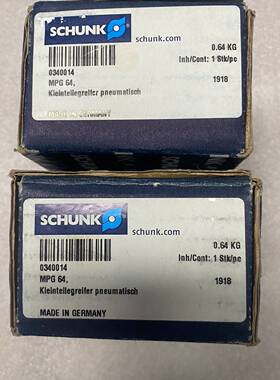 SCHUNK
schunk.com
0.64 KG
0340014
Inh/Cont: 1 Stk/pc
MPG 64,
1918
Kleinteilegreifer pneumatisch
GERMANY
SCHUNK
schunk.com
0.64 KG
0340014
Inh/Cont: 1 Stk/pc
MPG 64,
1918
Kleinteilegreifer pneumatisch
MADE IN GERMANY